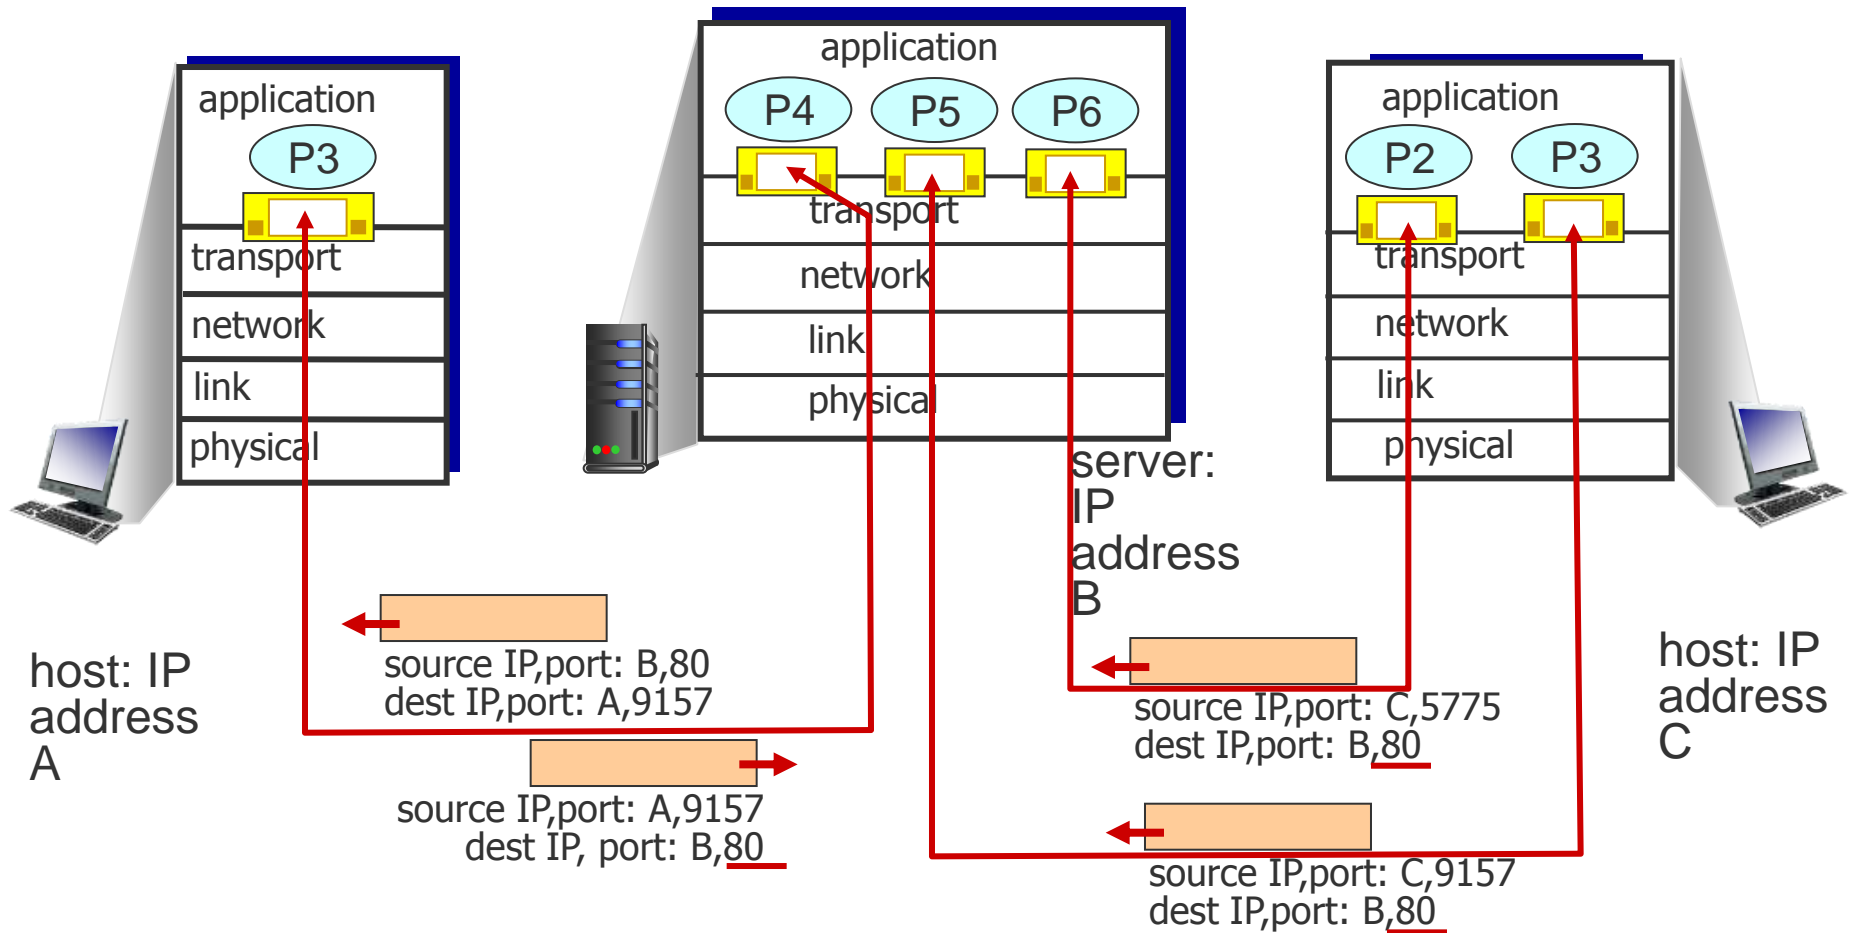 application
P3
transport
network
link
physical
host: IP
address
A
application
P4 P5 P6
transport
network
link
physical
server:
IP
address
B
application
P2 P3
transport
network
link
physical
host: IP
address
C
source IP,port: B,80
dest IP,port: A,9157
source IP,port: A,9157
dest IP, port: B,80
source IP,port: C,5775
dest IP,port: B,80
source IP,port: C,9157
dest IP,port: B,80